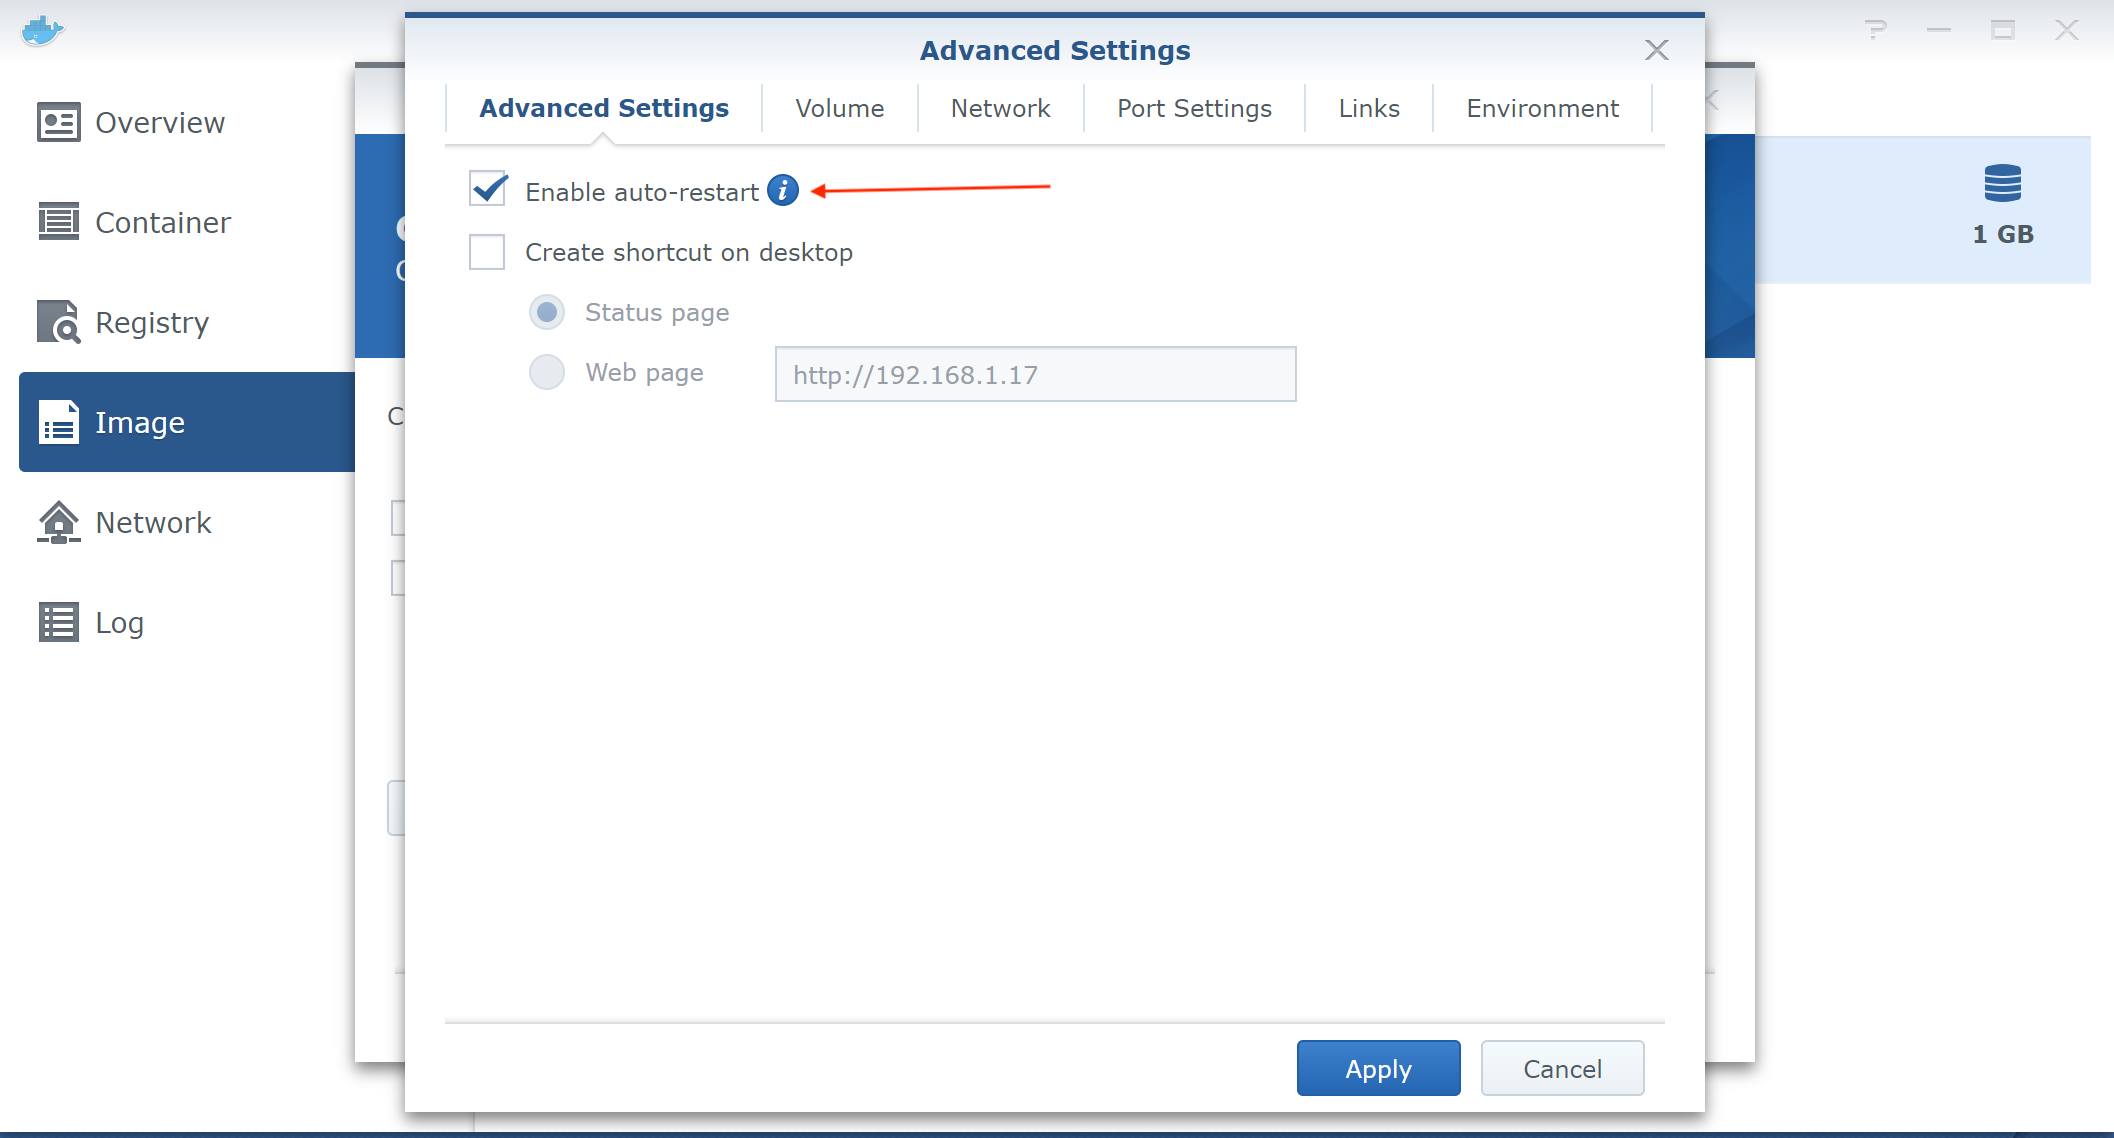 Advanced Settings
Advanced Settings
Volume
Network
Port Settings
Links
Environment
Overview
Container
Registry
Image
Network
Log
Enable auto-restart
Create shortcut on desktop
Status page
Web page
http://192.168.1.17
1 GB
Apply
Cancel